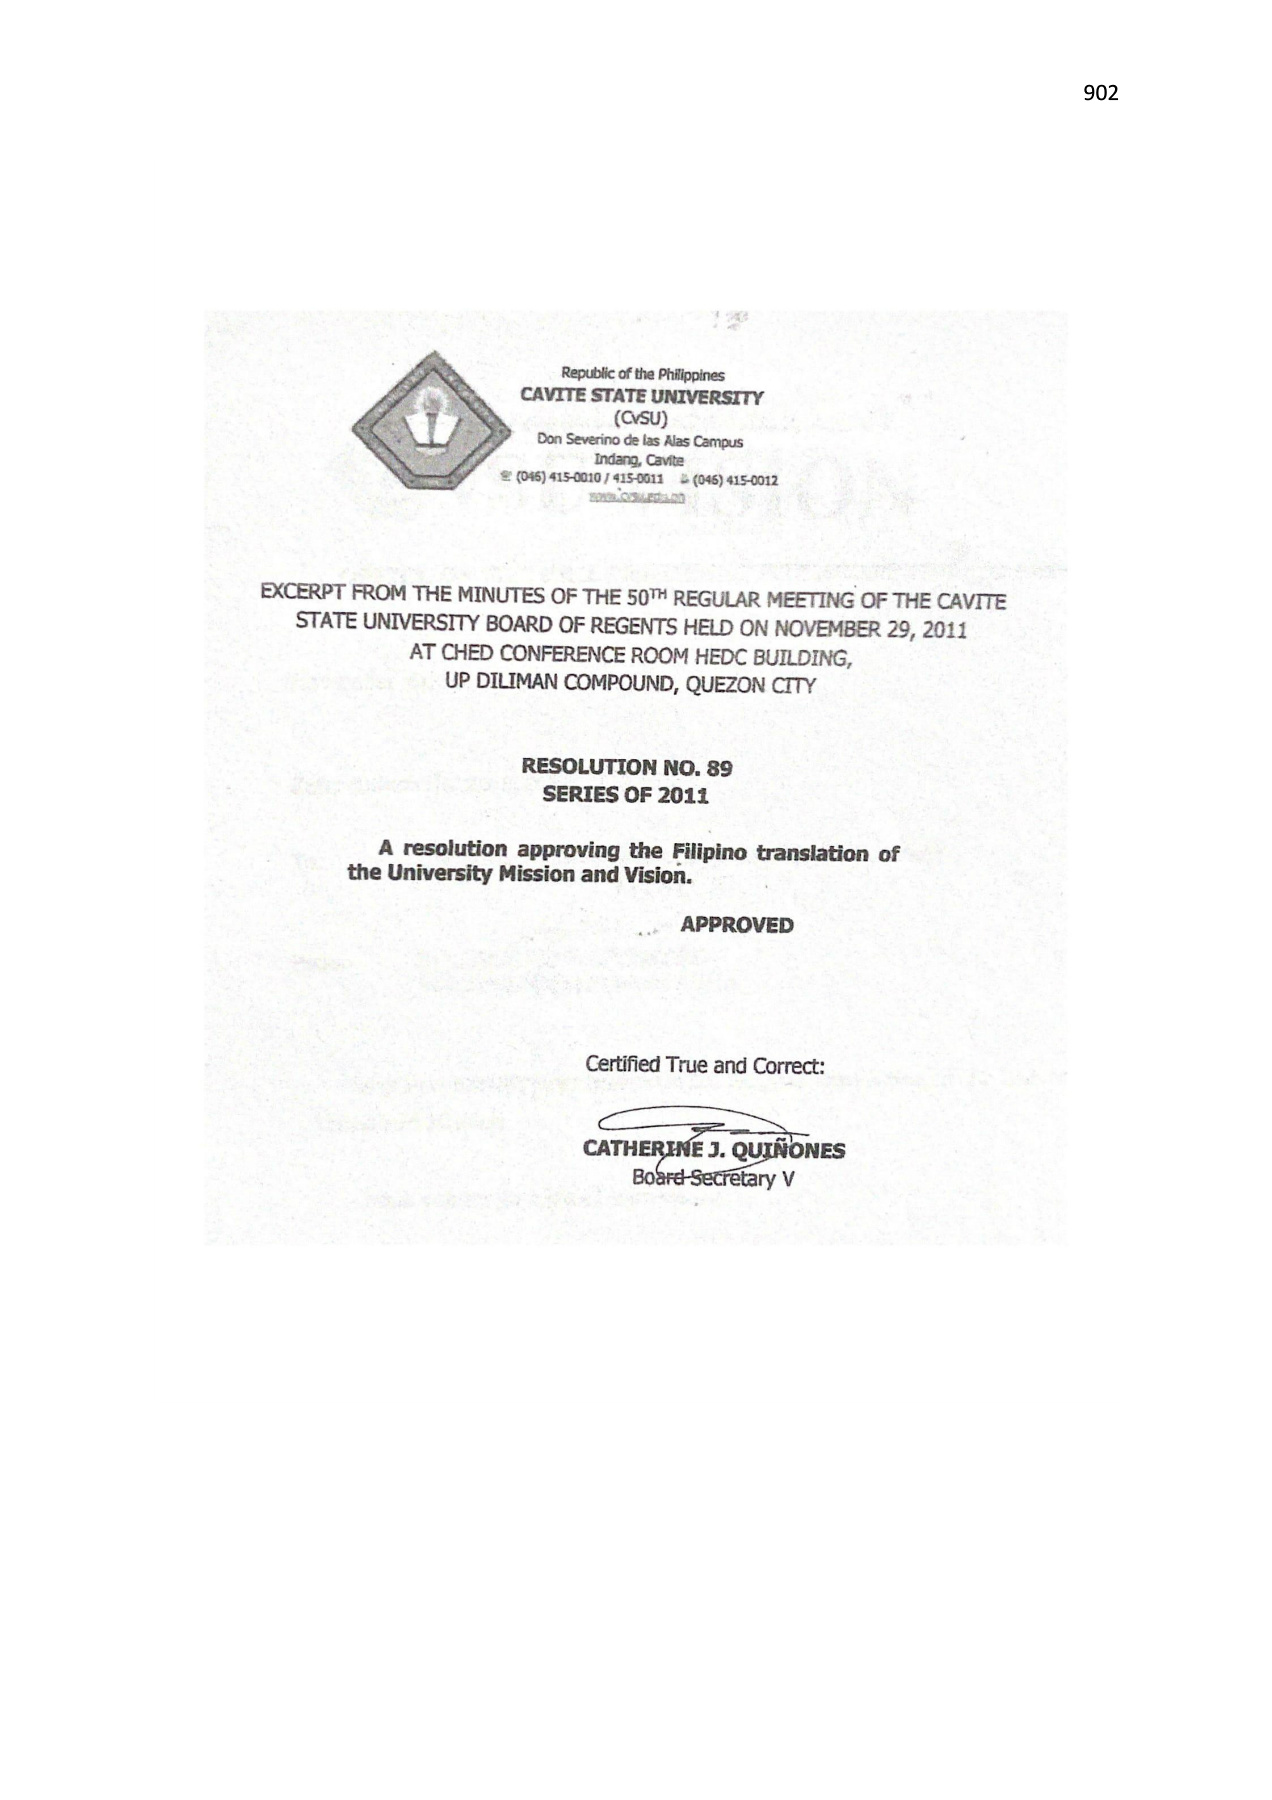 902
Republic of the Philippines
CAVITE STATE UNIVERSITY
(CvSU)
Don Severino de las Alas Campus
Indang, Cavite
☏ (046) 415-0010 / 415-0011 (046) 415-0012
www.cvsu.edu.ph
EXCERPT FROM THE MINUTES OF THE 50TH REGULAR MEETING OF THE CAVITE
STATE UNIVERSITY BOARD OF REGENTS HELD ON NOVEMBER 29, 2011
AT CHED CONFERENCE ROOM HEDC BUILDING,
UP DILIMAN COMPOUND, QUEZON CITY
RESOLUTION NO. 89
SERIES OF 2011
A resolution approving the Filipino translation of
the University Mission and Vision.
APPROVED
Certified True and Correct:
CATHERINE J. QUIÑONES
Board Secretary V